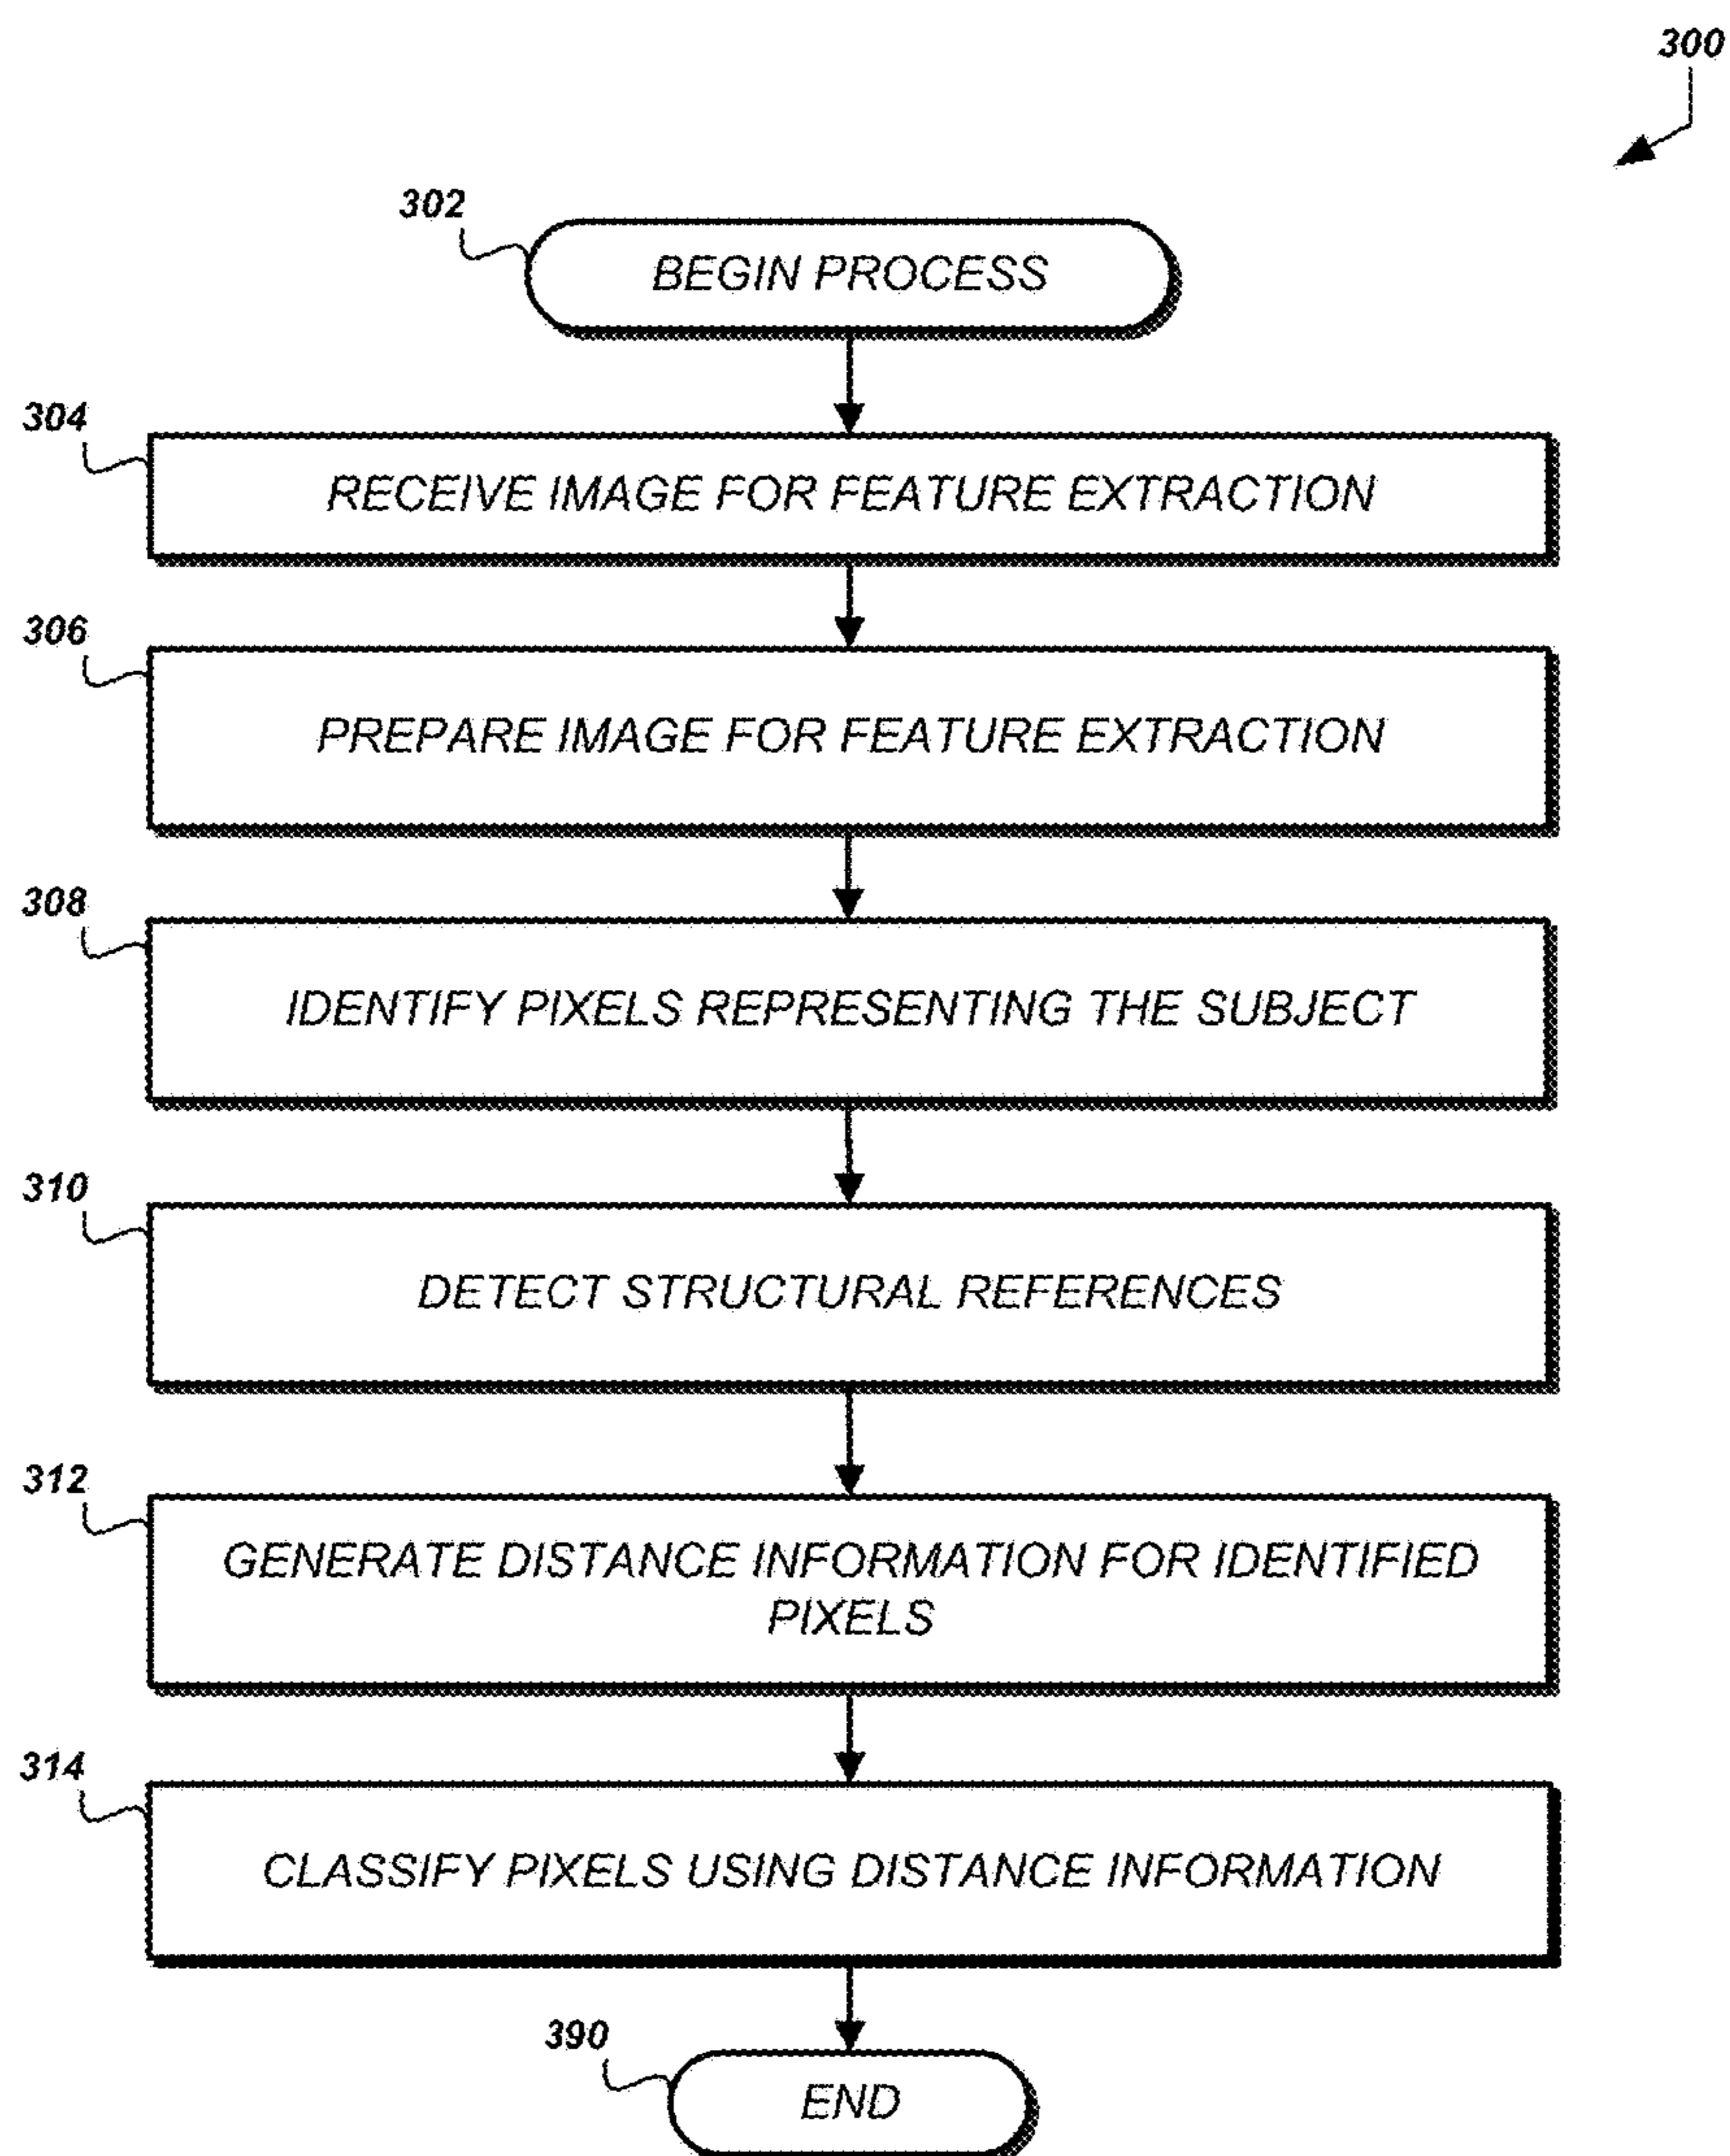 300
302
BEGIN PROCESS
304
RECEIVE IMAGE FOR FEATURE EXTRACTION
306
PREPARE IMAGE FOR FEATURE EXTRACTION
308
IDENTIFY PIXELS REPRESENTING THE SUBJECT
310
DETECT STRUCTURAL REFERENCES
312
GENERATE DISTANCE INFORMATION FOR IDENTIFIED
PIXELS
314
CLASSIFY PIXELS USING DISTANCE INFORMATION
390
END